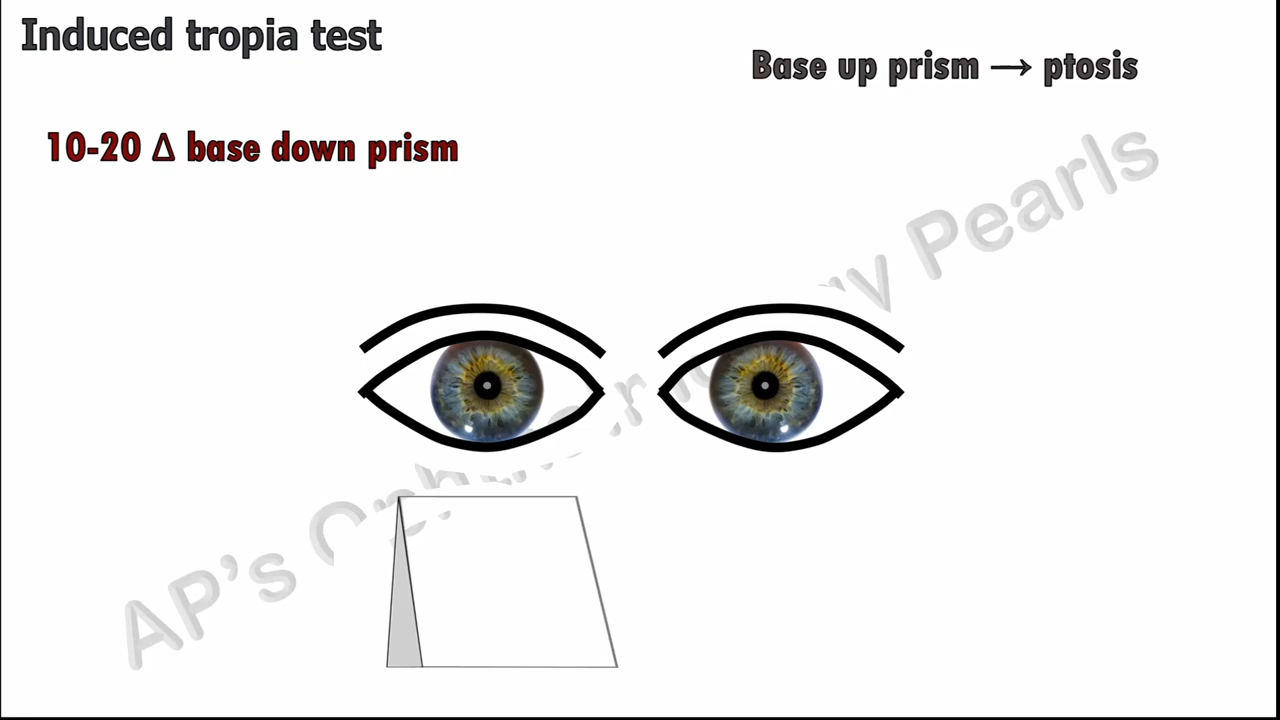 Induced tropia test
Base up prism → ptosis
10-20 Δ base down prism
AP's Pearls